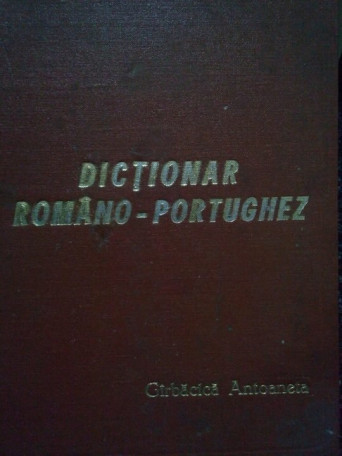 DICȚIONAR
ROMÂNO-PORTUGHEZ
Gîrbăcică Antoaneta